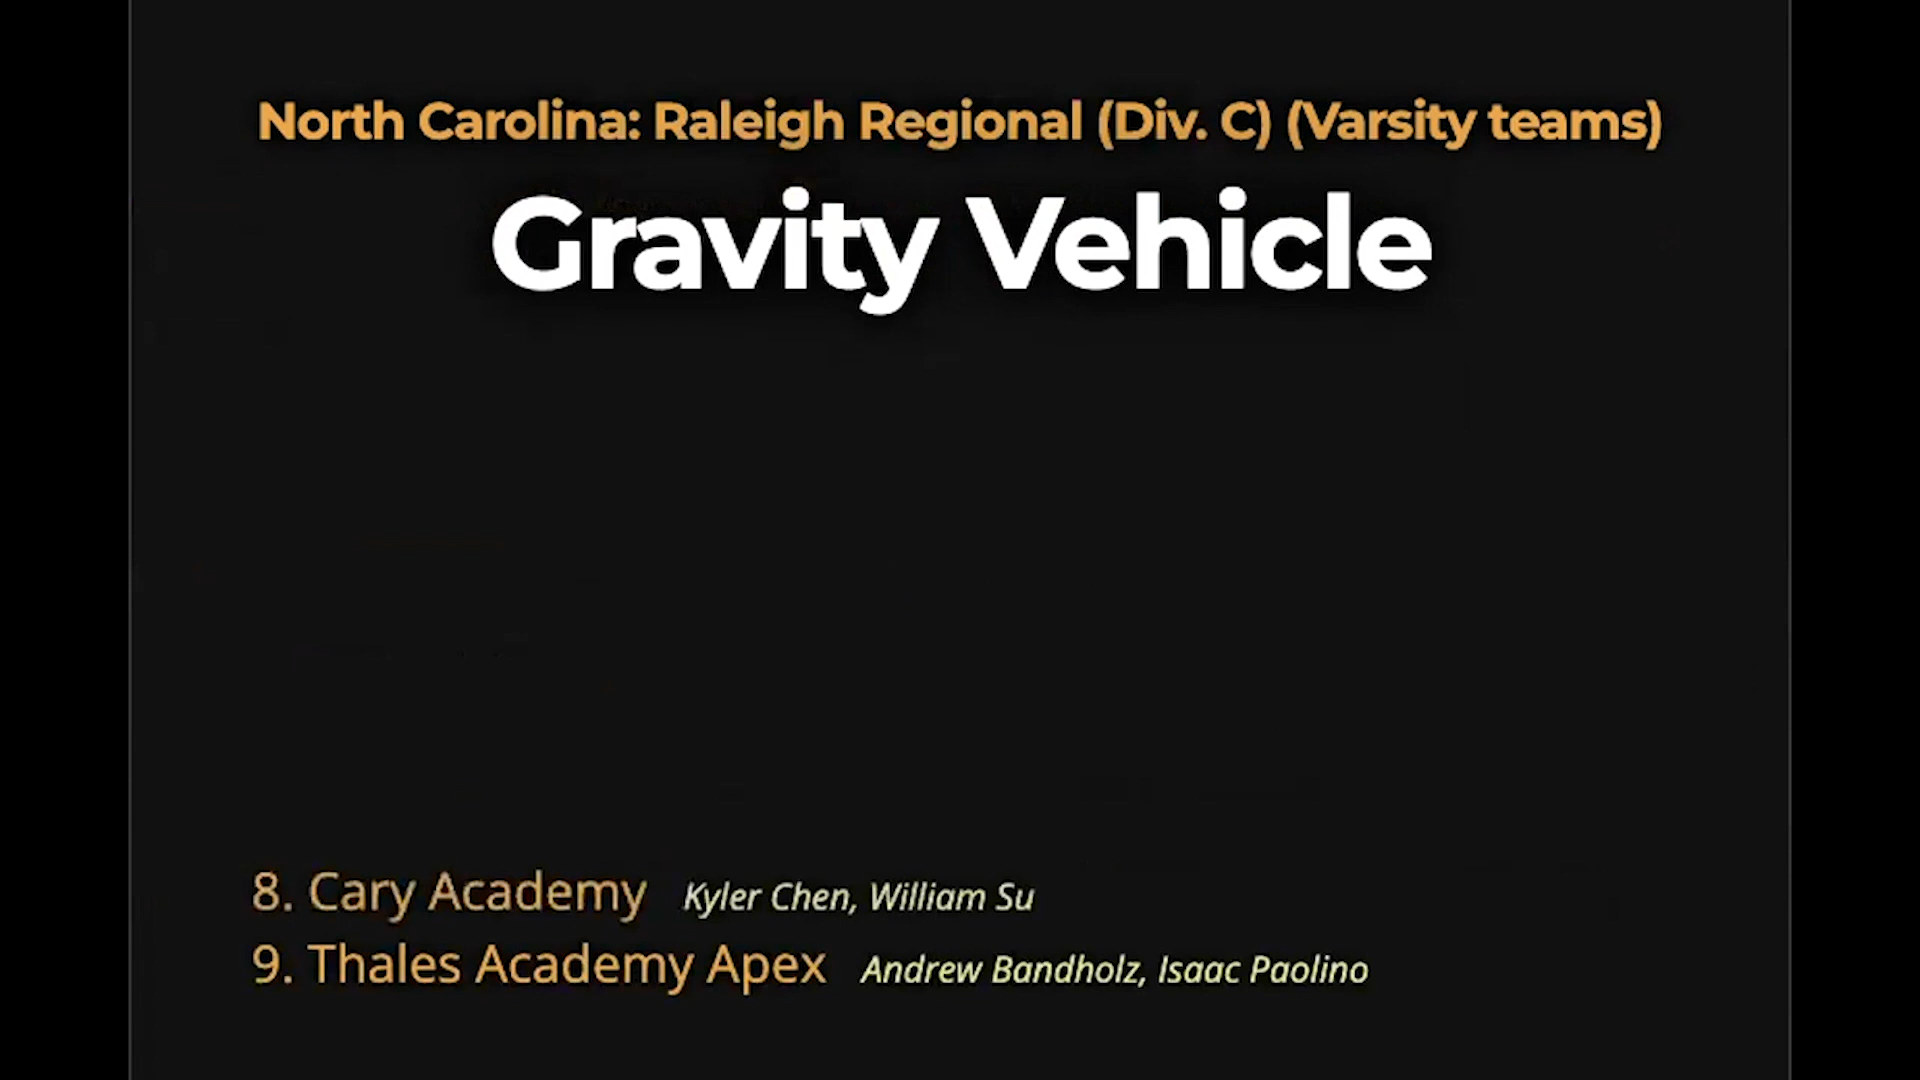 North Carolina: Raleigh Regional (Div. C) (Varsity teams)
Gravity Vehicle
8. Cary Academy Kyler Chen, William Su
9. Thales Academy Apex Andrew Bandholz, Isaac Paolino